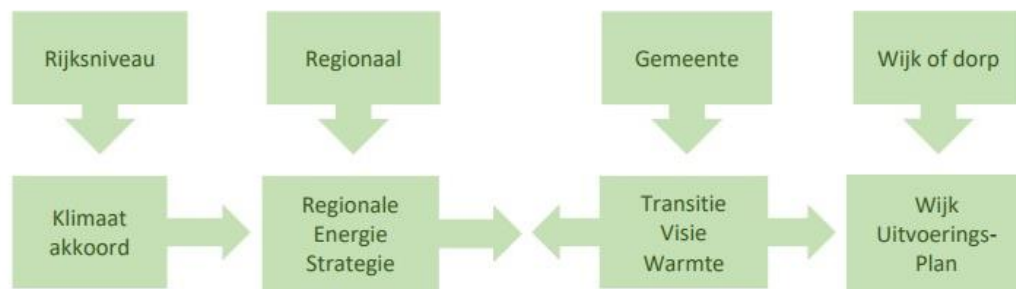 Rijksniveau
Regionaal
Gemeente
Wijk of dorp
Klimaat
akkoord
Regionale
Energie
Strategie
Transitie
Visie
Warmte
Wijk
Uitvoerings-
Plan